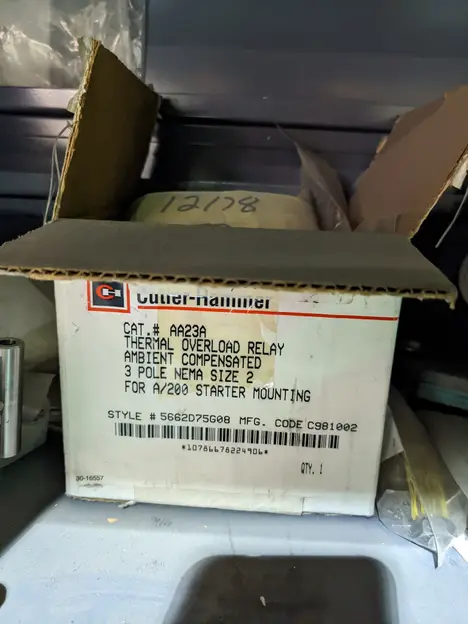 12178
Cutler-Hammer
CAT.# AA23A
THERMAL OVERLOAD RELAY
AMBIENT COMPENSATED
3 POLE NEMA SIZE 2
FOR A/200 STARTER MOUNTING
STYLE # 5662D75G08 MFG. CODE C981002
*10786678224906*
QTY. 1
30-16557